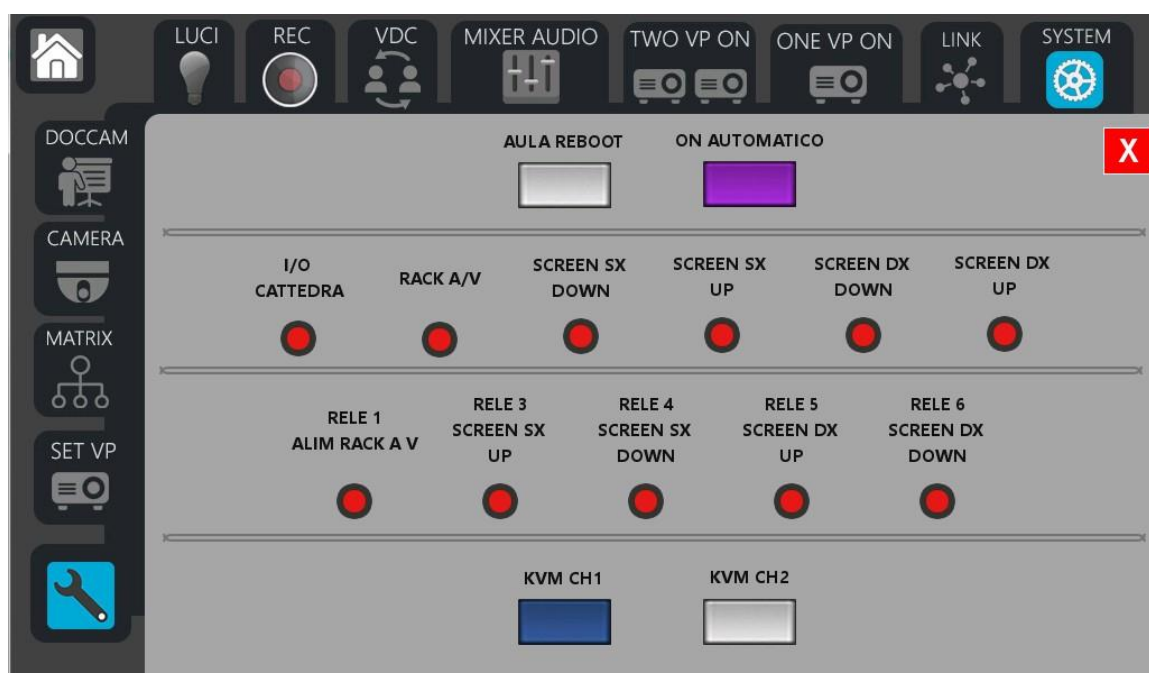 LUCI
REC
VDC
MIXER AUDIO
TWO VP ON
ONE VP ON
LINK
SYSTEM
DOCCAM
CAMERA
MATRIX
SET VP
AULA REBOOT
ON AUTOMATICO
X
I/O
CATTEDRA
RACK A/V
SCREEN SX
DOWN
SCREEN SX
UP
SCREEN DX
DOWN
SCREEN DX
UP
RELE 1
ALIM RACK A V
RELE 3
SCREEN SX
UP
RELE 4
SCREEN SX
DOWN
RELE 5
SCREEN DX
UP
RELE 6
SCREEN DX
DOWN
KVM CH1
KVM CH2